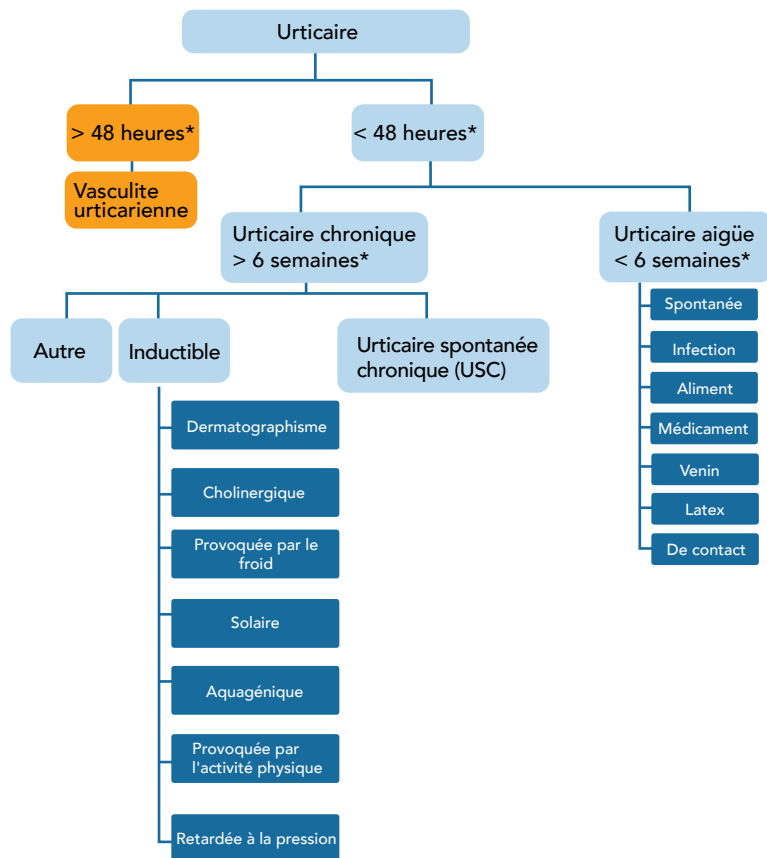 Urticaire
> 48 heures*
< 48 heures*
Vasculite
urticarienne
Urticaire chronique
> 6 semaines*
Urticaire aigüe
< 6 semaines*
Autre
Inductible
Urticaire spontanée
chronique (USC)
Dermatographisme
Cholinergique
Provoquée par le
froid
Solaire
Aquagénique
Provoquée par
l'activité physique
Retardée à la pression
Spontanée
Infection
Aliment
Médicament
Venin
Latex
De contact